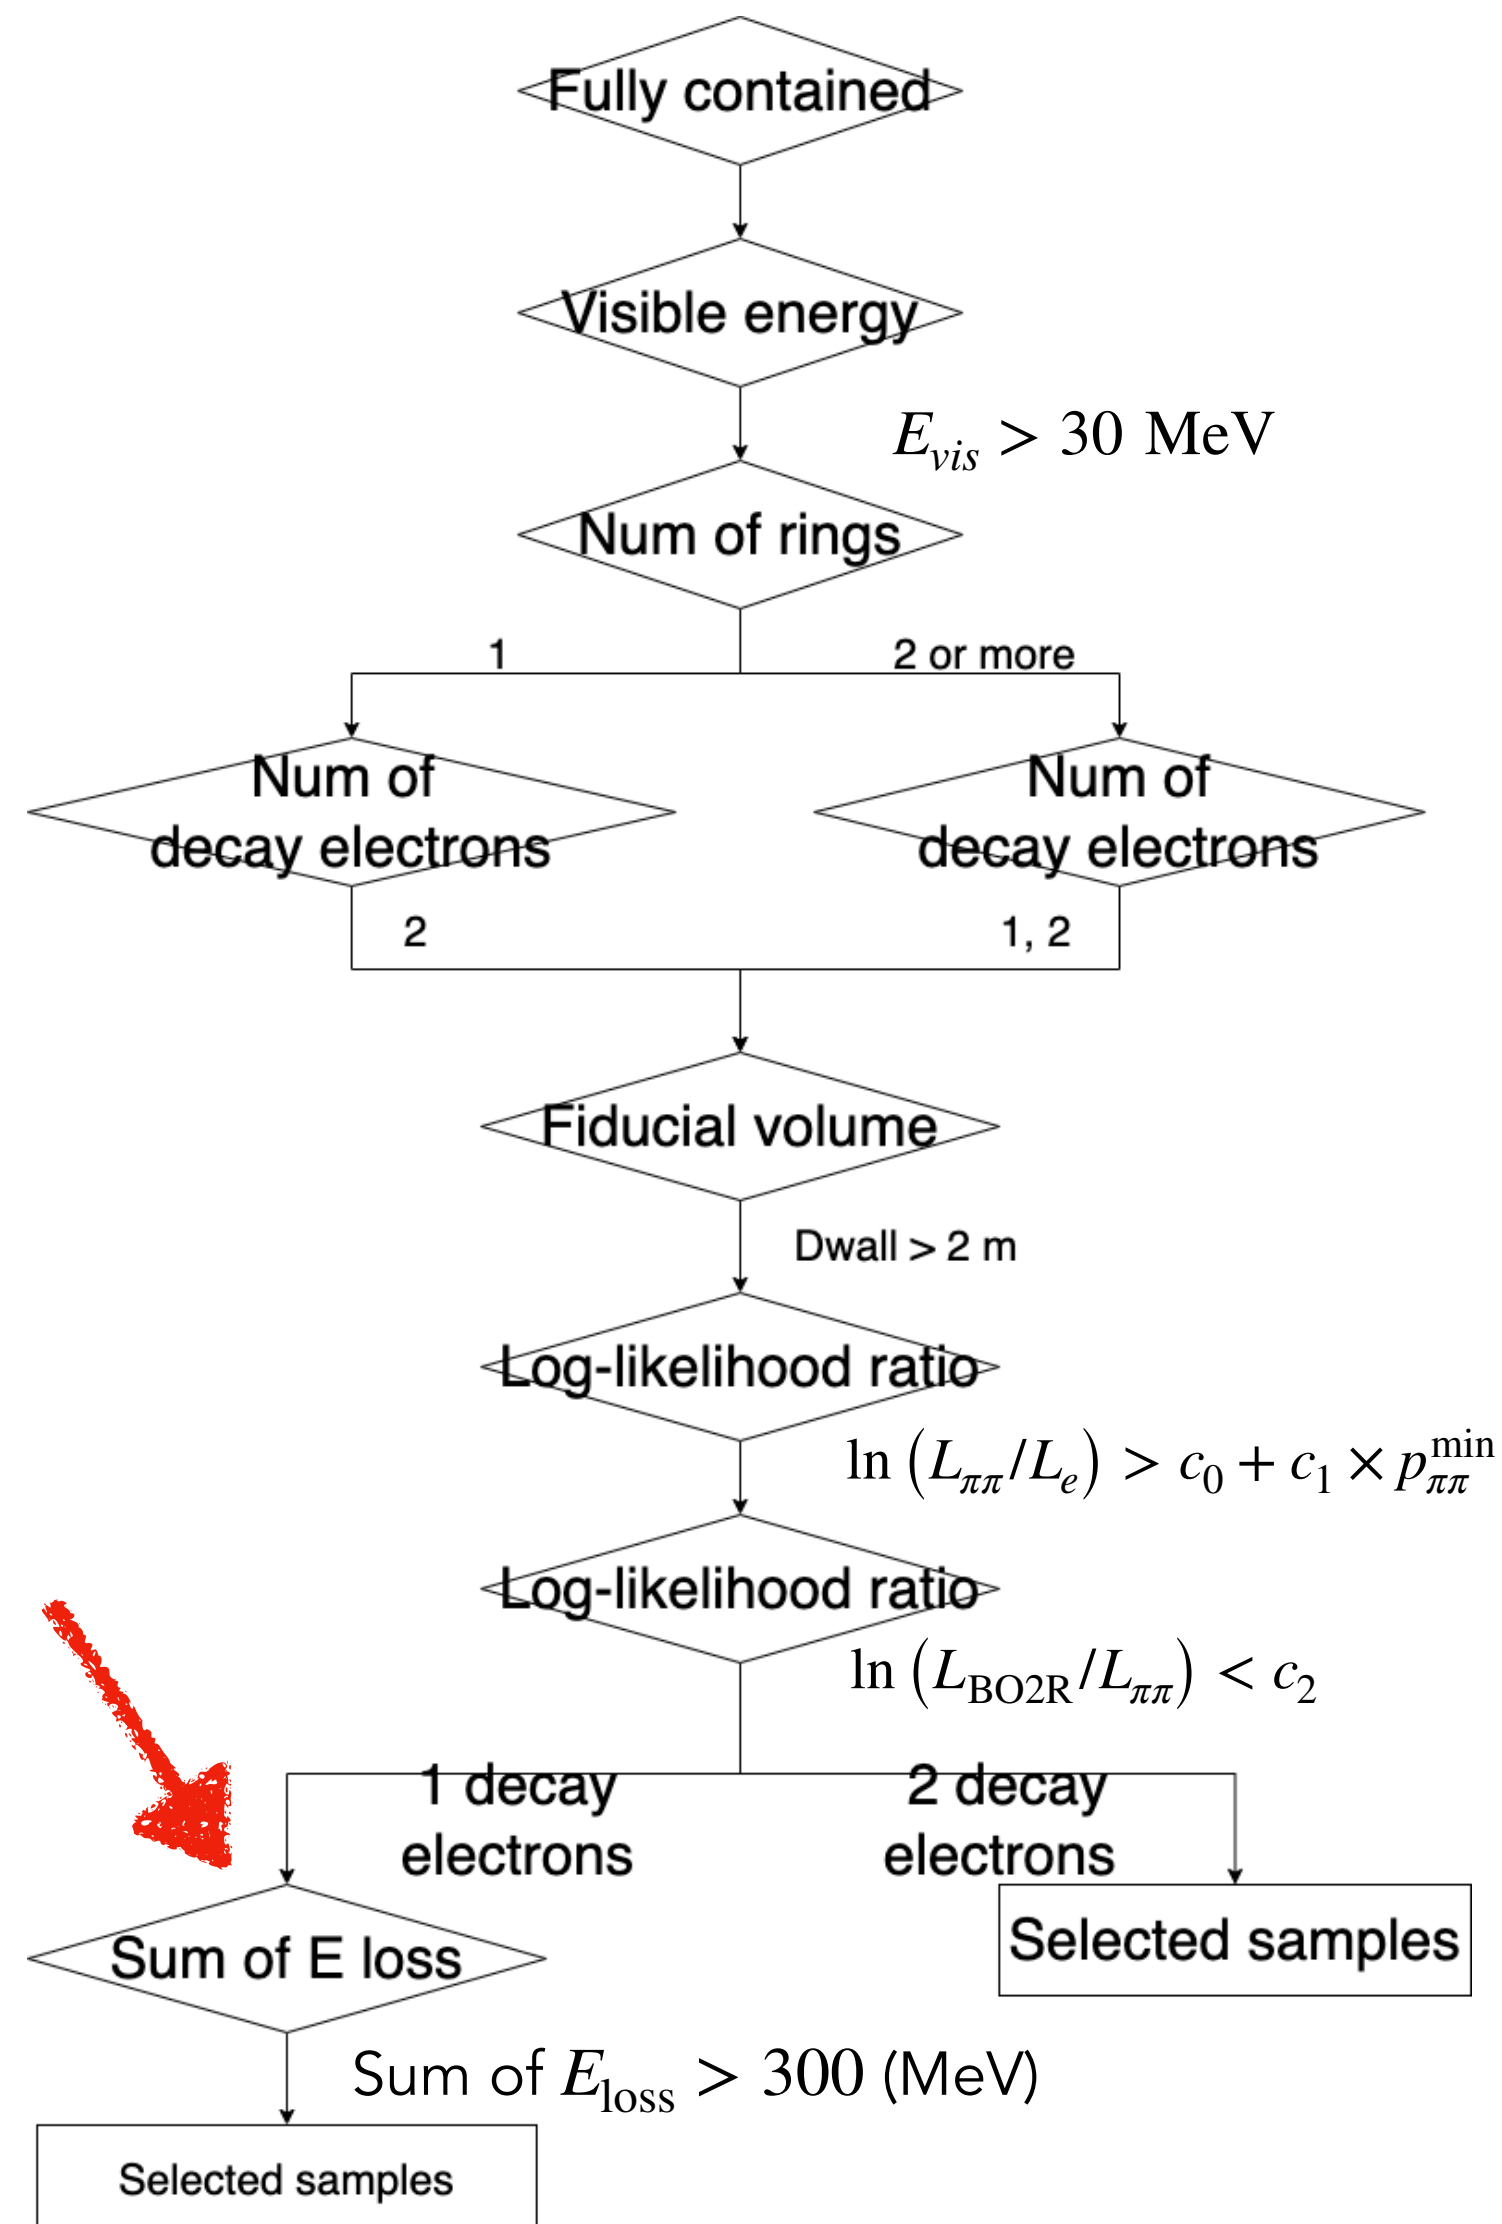 Fully contained
Visible energy
E_vis > 30 MeV
Num of rings
1
2 or more
Num of
decay electrons
Num of
decay electrons
2
1, 2
Fiducial volume
Dwall > 2 m
Log-likelihood ratio
ln (L_ππ/L_e) > c_0 + c_1 × p_ππ^min
Log-likelihood ratio
ln (L_BO2R/L_ππ) < c_2
1 decay
electrons
2 decay
electrons
Sum of E loss
Selected samples
Sum of E_loss > 300 (MeV)
Selected samples